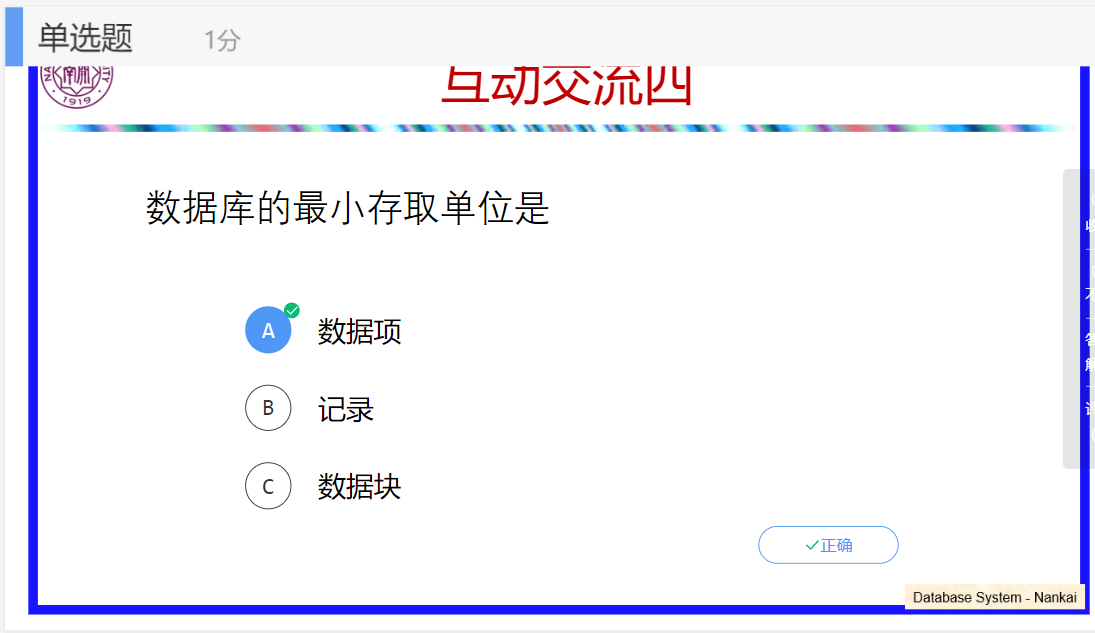 单选题 1分
1919
互动交流四
数据库的最小存取单位是
A 数据项
B 记录
C 数据块
正确
Database System - Nankai